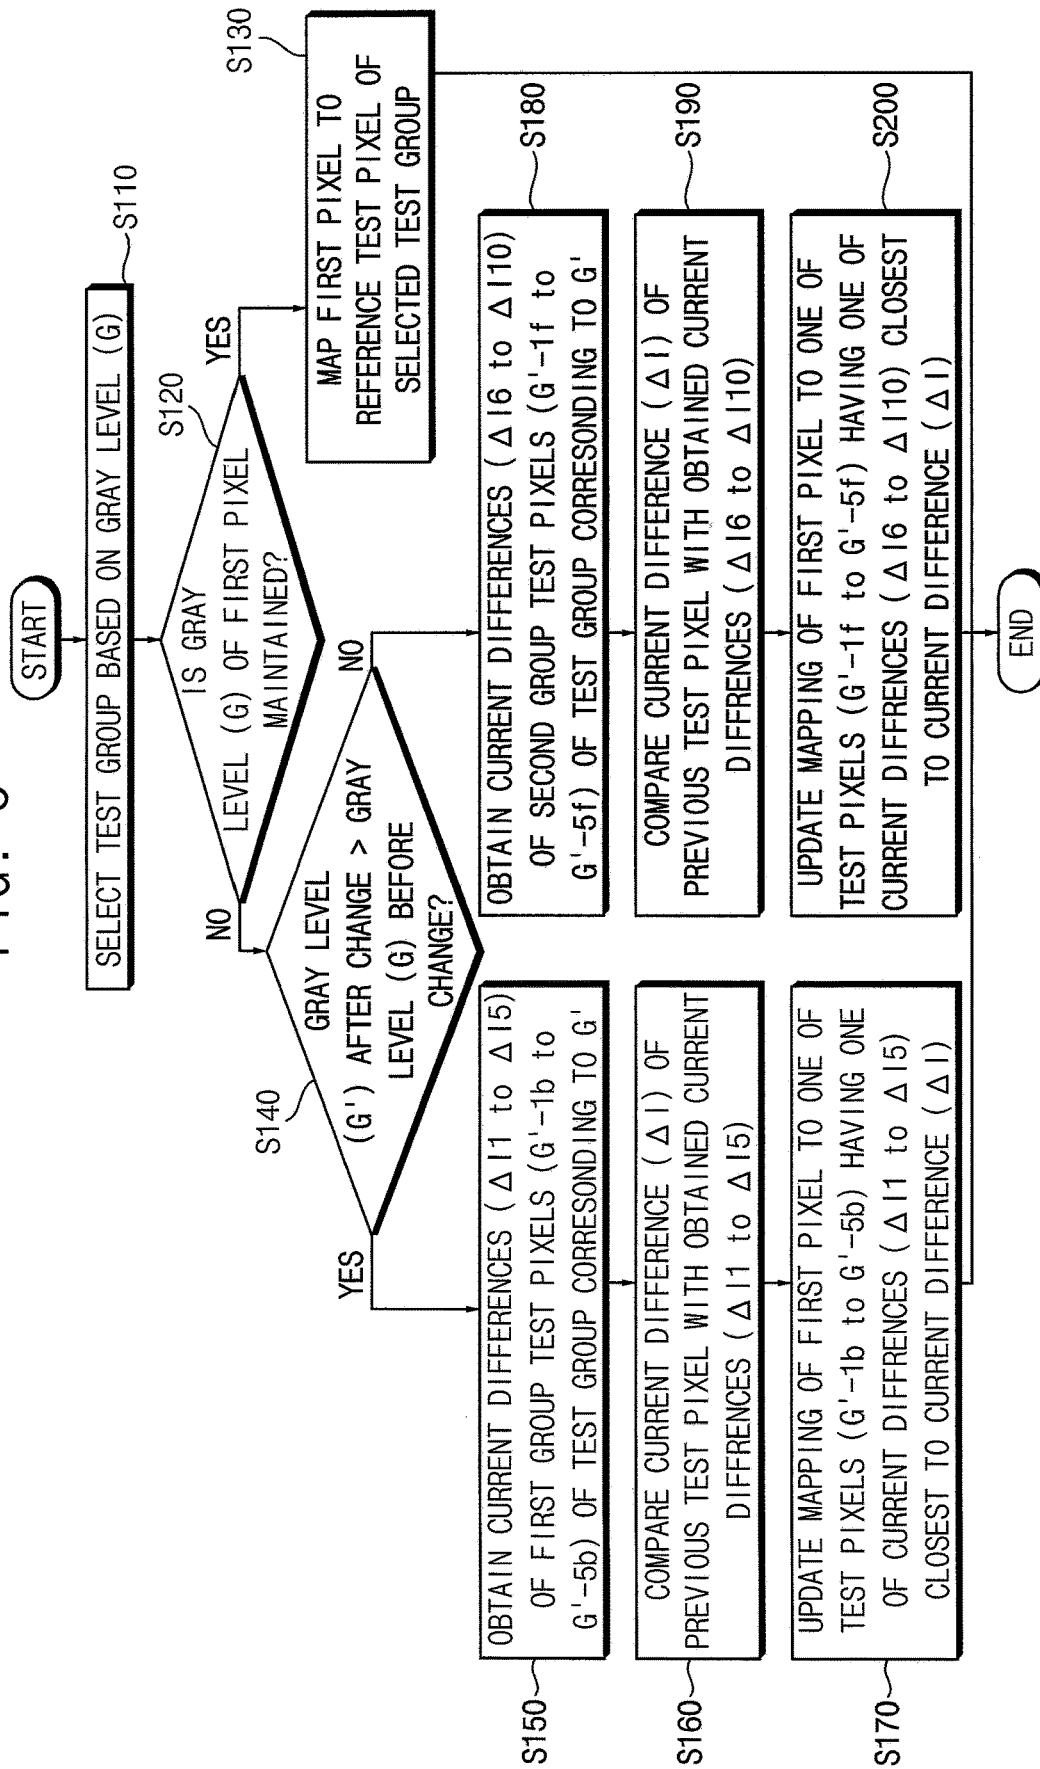 START
SELECT TEST GROUP BASED ON GRAY LEVEL (G)
S110
IS GRAY
LEVEL (G) OF FIRST PIXEL
MAINTAINED?
S120
YES
NO
MAP FIRST PIXEL TO
REFERENCE TEST PIXEL OF
SELECTED TEST GROUP
S130
GRAY LEVEL
(G') AFTER CHANGE > GRAY
LEVEL (G) BEFORE
CHANGE?
S140
YES
NO
OBTAIN CURRENT DIFFERENCES (ΔI1 to ΔI5)
OF FIRST GROUP TEST PIXELS (G'-1b to
G'-5b) OF TEST GROUP CORRESONDING TO G'
S150
COMPARE CURRENT DIFFERENCE (ΔI) OF
PREVIOUS TEST PIXEL WITH OBTAINED CURRENT
DIFFRENCES (ΔI1 to ΔI5)
S160
UPDATE MAPPING OF FIRST PIXEL TO ONE OF
TEST PIXELS (G'-1b to G'-5b) HAVING ONE
OF CURRENT DIFFRENCES (ΔI1 to ΔI5)
CLOSEST TO CURRENT DIFFERENCE (ΔI)
S170
OBTAIN CURRENT DIFFERENCES (ΔI6 to ΔI10)
OF SECOND GROUP TEST PIXELS (G'-1f to
G'-5f) OF TEST GROUP CORRESONDING TO G'
S180
COMPARE CURRENT DIFFERENCE (ΔI) OF
PREVIOUS TEST PIXEL WITH OBTAINED CURRENT
DIFFRENCES (ΔI6 to ΔI10)
S190
UPDATE MAPPING OF FIRST PIXEL TO ONE OF
TEST PIXELS (G'-1f to G'-5f) HAVING ONE OF
CURRENT DIFFRENCES (ΔI6 to ΔI10) CLOSEST
TO CURRENT DIFFERENCE (ΔI)
S200
END